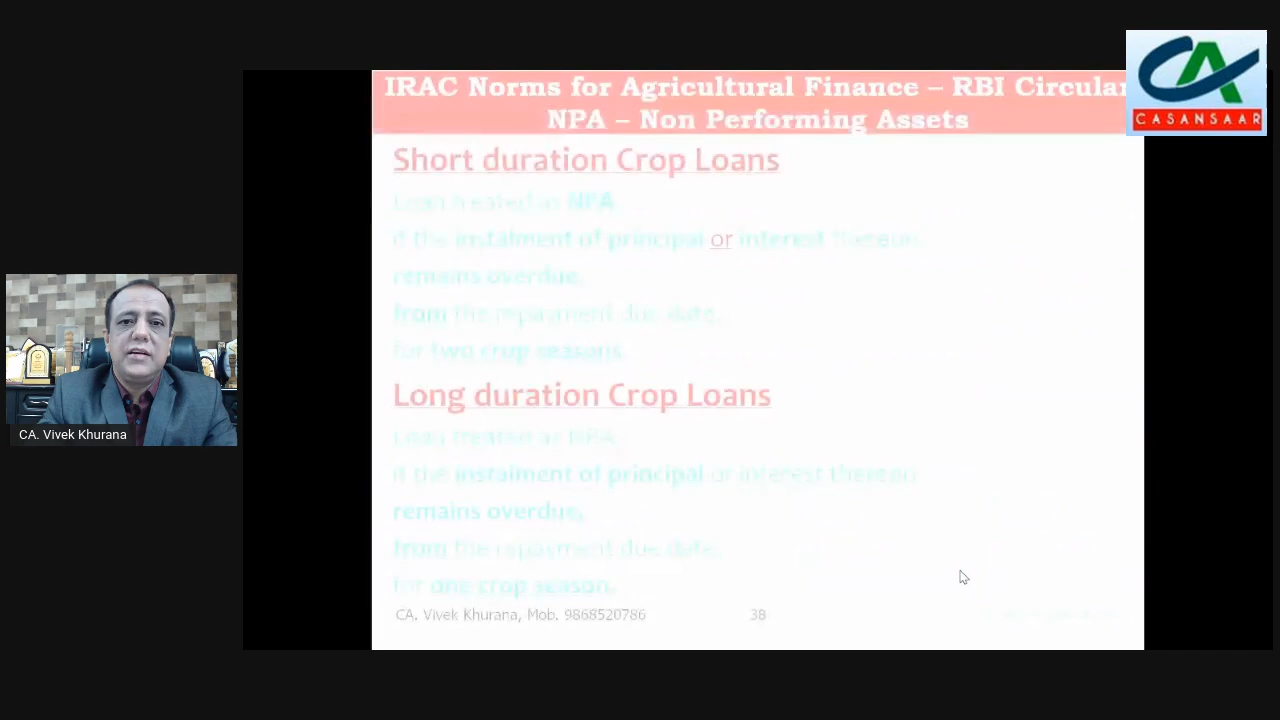 IRAC Norms for Agricultural Finance – RBI Circular
NPA – Non Performing Assets
CASANSAAR
Short duration Crop Loans
Loan treated as NPA
if the instalment of principal or interest thereon
remains overdue,
from the repayment due date,
for two crop seasons
Long duration Crop Loans
Loan treated as NPA,
if the instalment of principal or interest thereon
remains overdue,
from the repayment due date,
for one crop season.
CA. Vivek Khurana, Mob. 9868520786
38
CA. Vivek Khurana